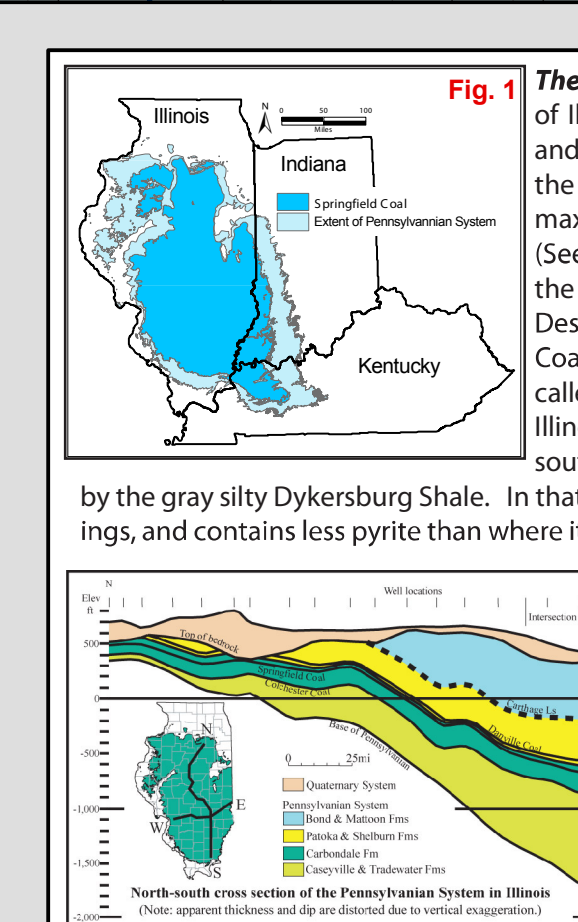 Fig. 1
N
0 50 100
Miles
Illinois
Indiana
Springfield Coal
Extent of Pennsylvannian System
Kentucky
The
of Il
and
the
max
(See
the
Des
Coa
calle
Illin
sout
by the gray silty Dykersburg Shale. In that
ings, and contains less pyrite than where it
N
Elev
ft
Well locations
Intersection
500
0
-500
-1,000
-1,500
-2,000
Top of bedrock
Springfield Coal
Colchester Coal
Base of Pennsylvanian
Carthage Ls
Danville Coal
N
W
E
S
0 25mi
Quaternary System
Pennsylvanian System
Bond & Mattoon Fms
Patoka & Shelburn Fms
Carbondale Fm
Caseyville & Tradewater Fms
North-south cross section of the Pennsylvanian System in Illinois
(Note: apparent thickness and dip are distorted due to vertical exaggeration.)